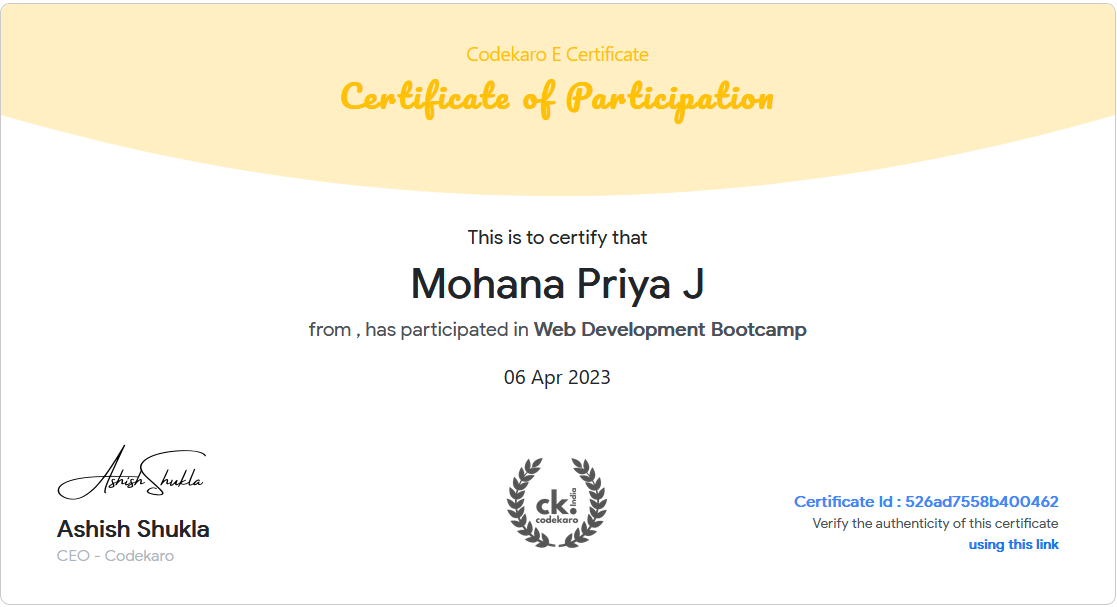 Codekaro E Certificate
Certificate of Participation
This is to certify that
Mohana Priya J
from , has participated in Web Development Bootcamp
06 Apr 2023
Ashish Shukla
Ashish Shukla
CEO - Codekaro
ck.
India
codekaro
Certificate Id : 526ad7558b400462
Verify the authenticity of this certificate
using this link